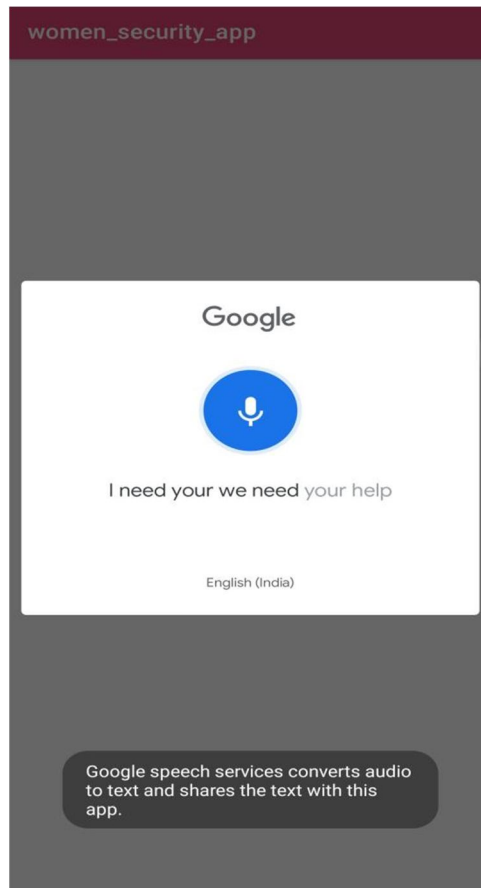 women_security_app
Google
I need your we need your help
English (India)
Google speech services converts audio
to text and shares the text with this
app.